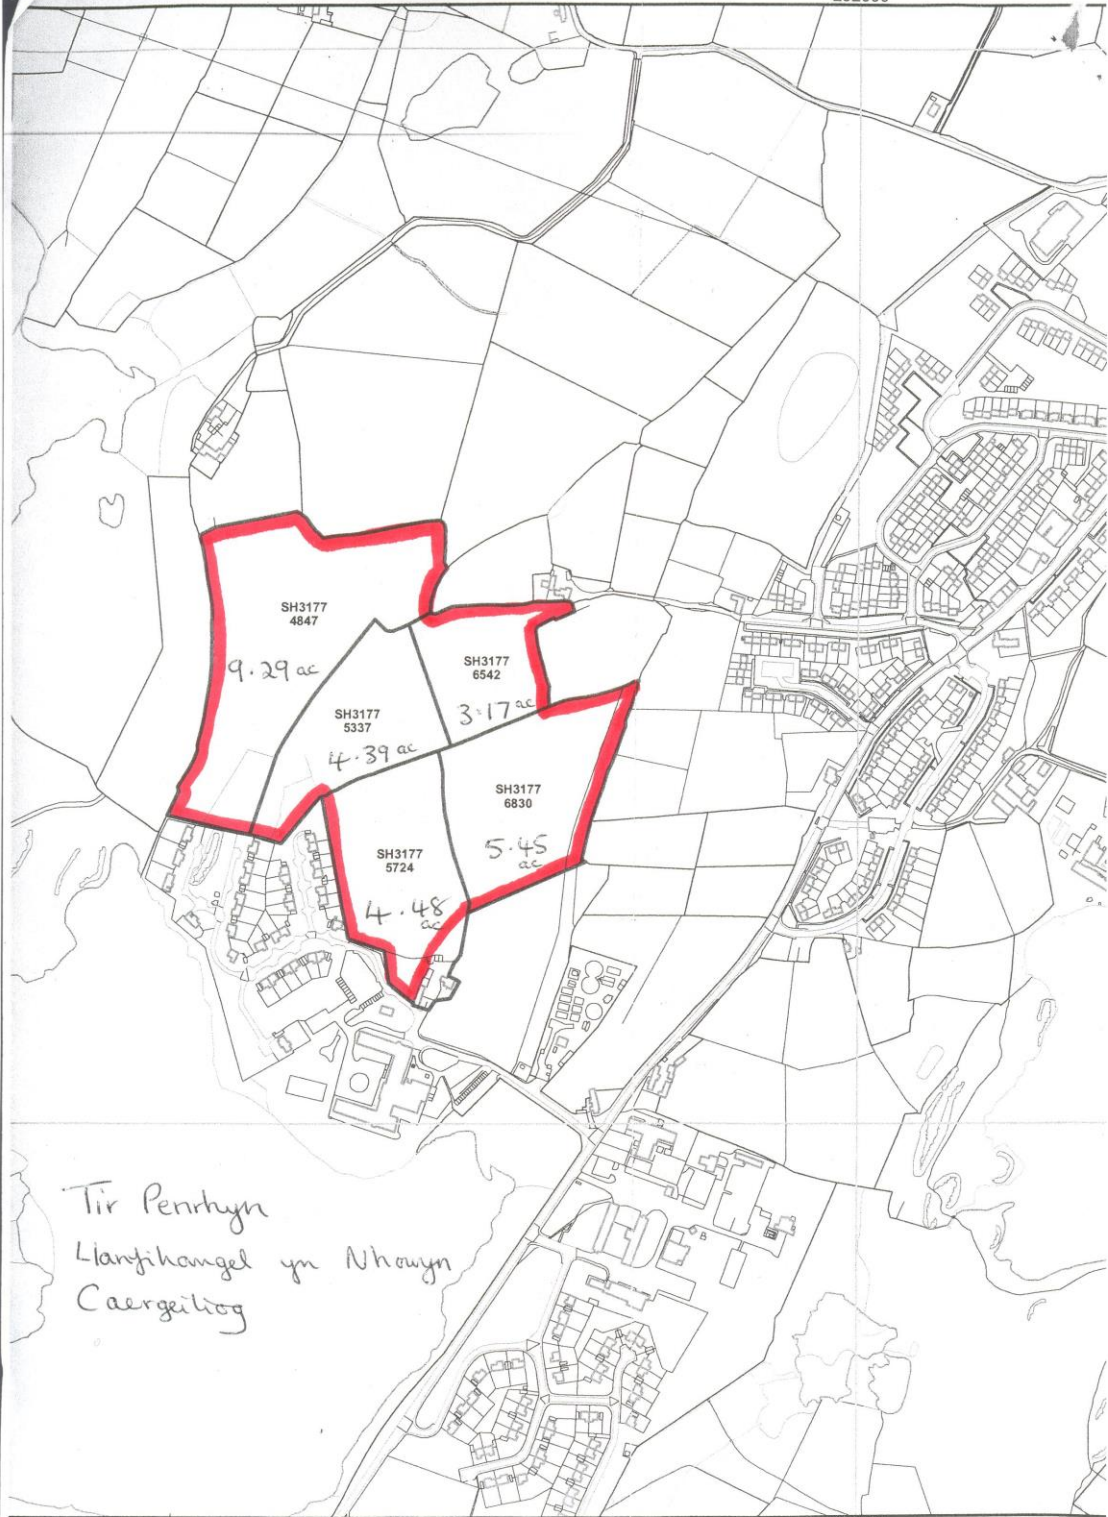 SH3177
4847
9.29 ac
SH3177
6542
3.17 ac
SH3177
5337
4.39 ac
SH3177
6830
5.45
ac
SH3177
5724
4.48
ac
Tir Penrhyn
Llanfihangel yn Nhowyn
Caergeiliog